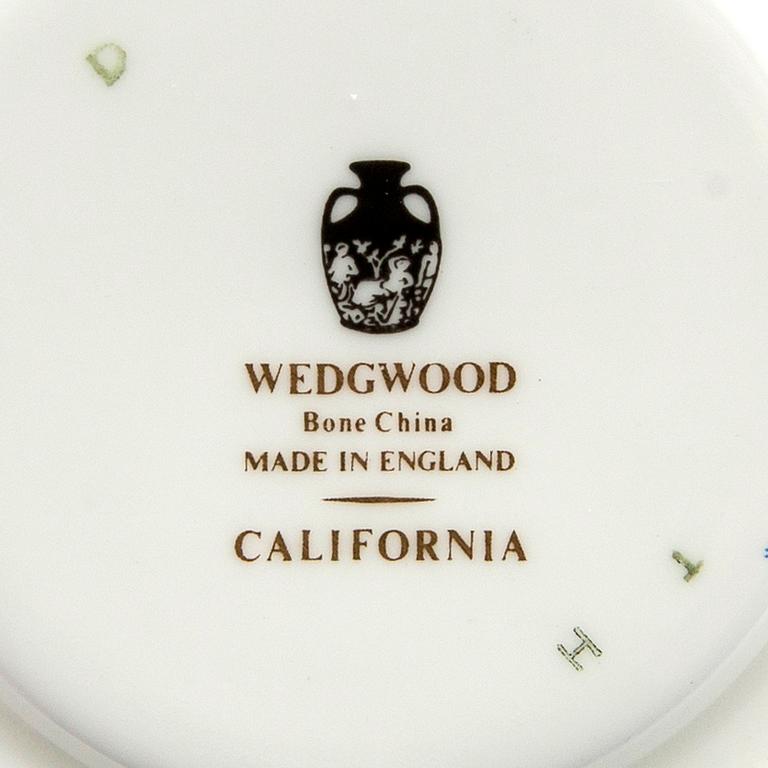 D
WEDGWOOD
Bone China
MADE IN ENGLAND
CALIFORNIA
T
H